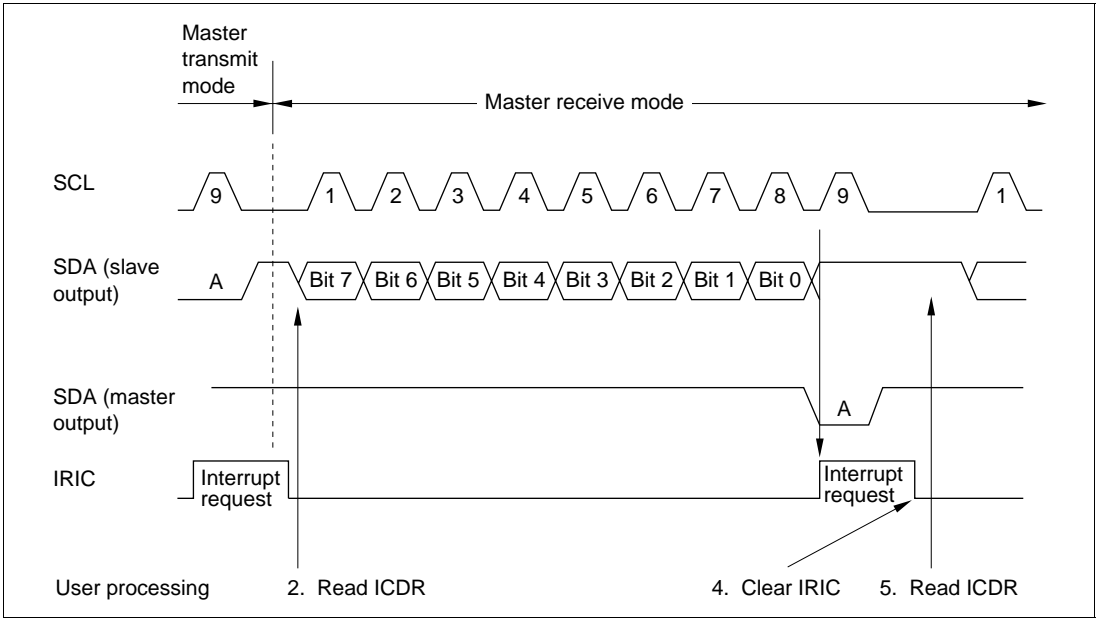 Master
transmit
mode
Master receive mode
SCL
9
1
2
3
4
5
6
7
8
9
1
SDA (slave
output)
A
Bit 7
Bit 6
Bit 5
Bit 4
Bit 3
Bit 2
Bit 1
Bit 0
SDA (master
output)
A
IRIC
Interrupt
request
Interrupt
request
User processing
2. Read ICDR
4. Clear IRIC
5. Read ICDR